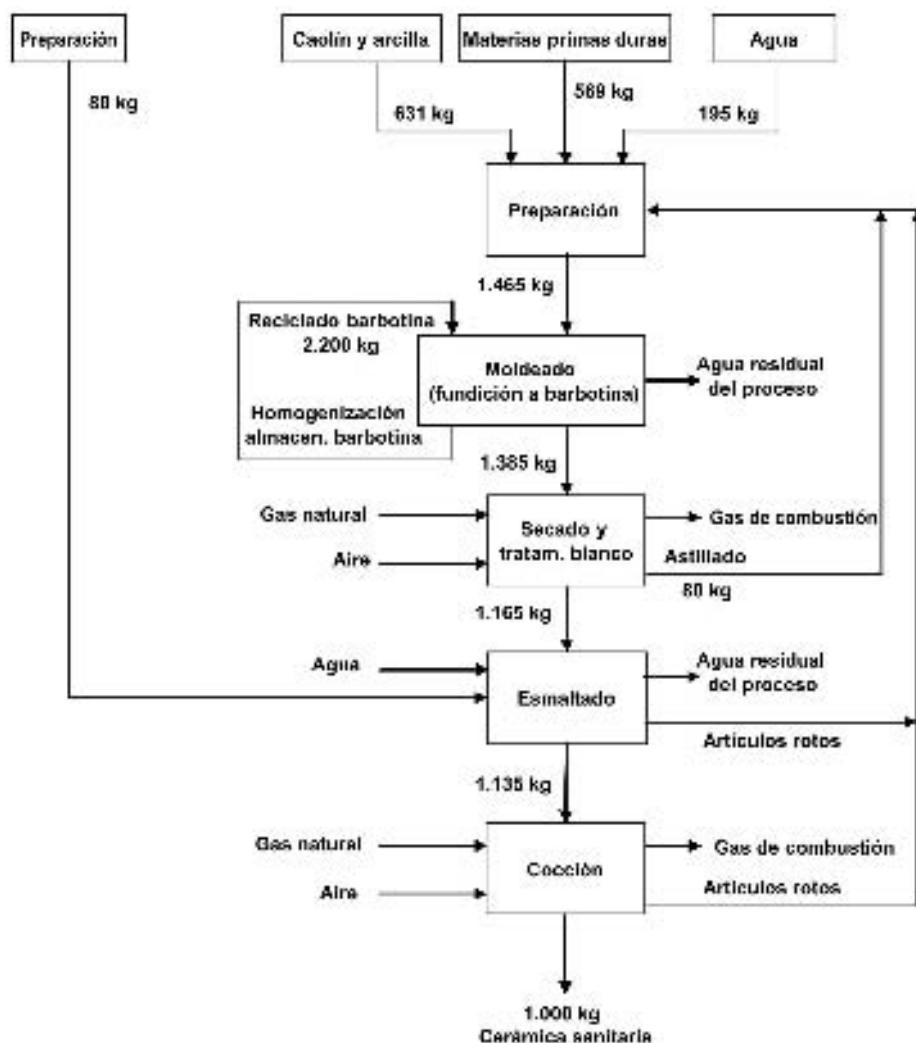 Preparación
Caolín y arcilla
Materias primas duras
Agua
80 kg
631 kg
569 kg
195 kg
Preparación
1.465 kg
Reciclado barbotina
2.200 kg
Moldeado
(fundición a barbotina)
Agua residual
del proceso
Homogenización
almacen. barbotina
1.385 kg
Gas natural
Secado y
tratam. blanco
Gas de combustión
Aire
Astillado
80 kg
1.165 kg
Agua
Esmaltado
Agua residual
del proceso
Artículos rotos
1.135 kg
Gas natural
Cocción
Gas de combustión
Aire
Artículos rotos
1.000 kg
Cerámica sanitaria